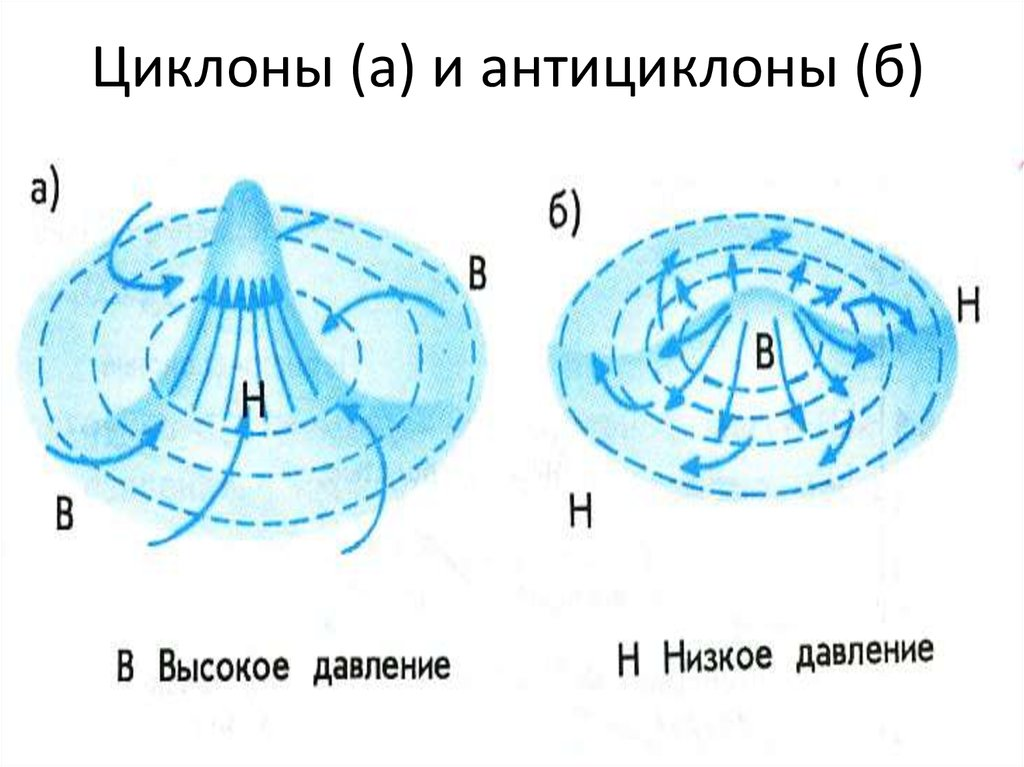 Циклоны (а) и антициклоны (б)
а)
б)
В
Н
Н
В
В
Н
В Высокое давление
Н Низкое давление